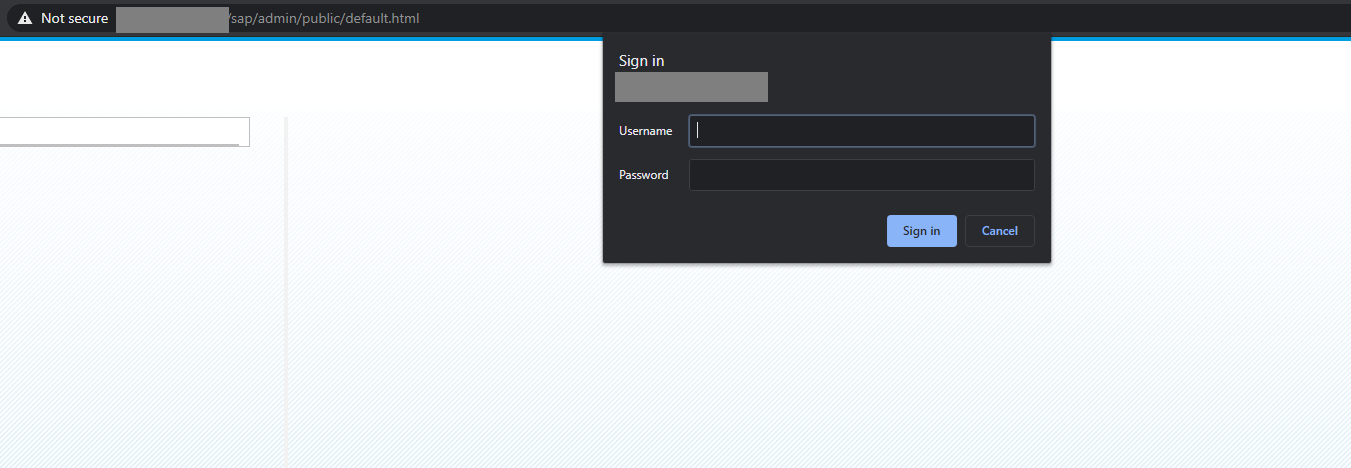 Not secure /sap/admin/public/default.html
Sign in
Username
Password
Sign in Cancel